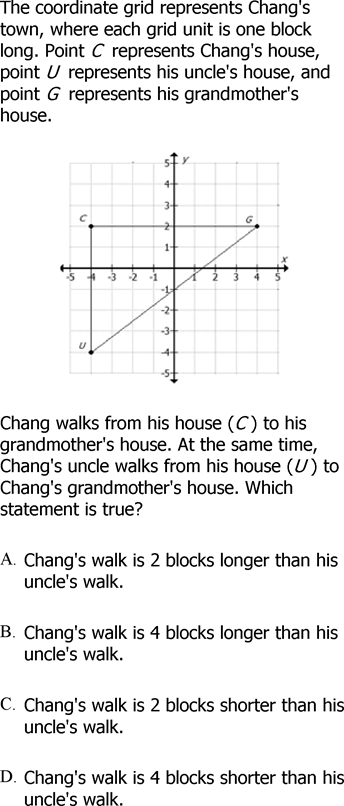 The coordinate grid represents Chang's
town, where each grid unit is one block
long. Point C represents Chang's house,
point U represents his uncle's house, and
point G represents his grandmother's
house.
5 y
4
3
C 2 G
1
x
-5 -4 -3 -2 -1 1 2 3 4 5
-1
-2
-3
U -4
-5
Chang walks from his house (C) to his
grandmother's house. At the same time,
Chang's uncle walks from his house (U) to
Chang's grandmother's house. Which
statement is true?
A. Chang's walk is 2 blocks longer than his
uncle's walk.
B. Chang's walk is 4 blocks longer than his
uncle's walk.
C. Chang's walk is 2 blocks shorter than his
uncle's walk.
D. Chang's walk is 4 blocks shorter than his
uncle's walk.